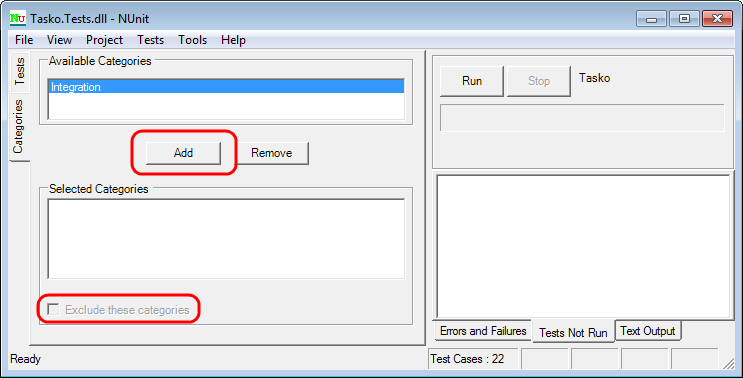 NU Tasko.Tests.dll - NUnit
File View Project Tests Tools Help
Tests
Categories
Available Categories
Integration
Add Remove
Selected Categories
Exclude these categories
Run Stop Tasko
Errors and Failures Tests Not Run Text Output
Ready Test Cases : 22